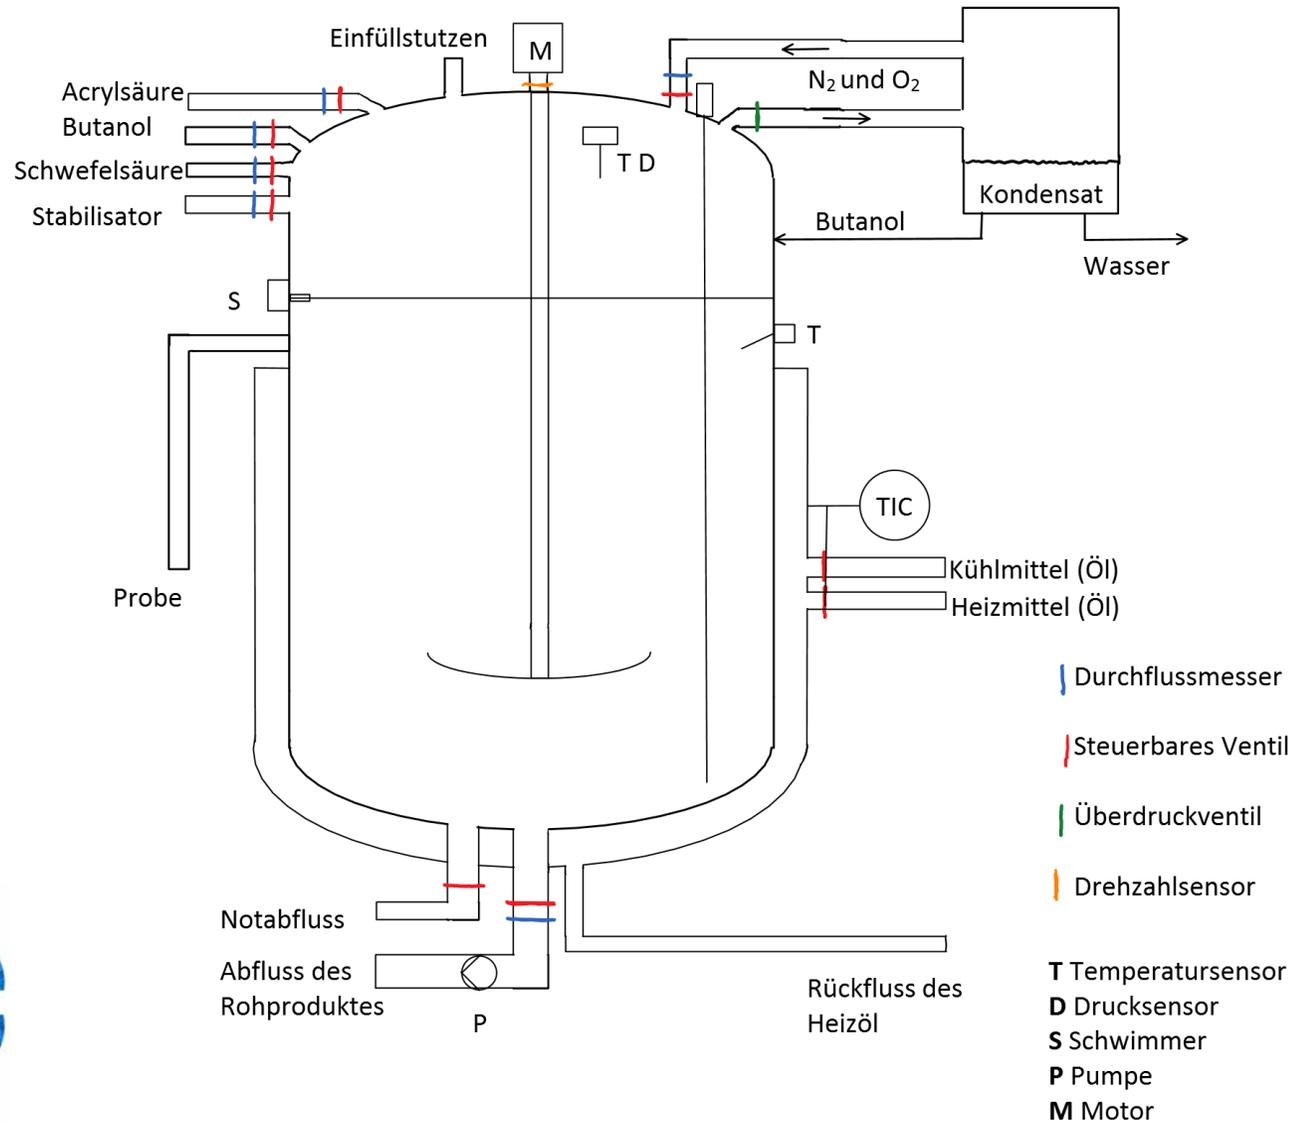 Einfüllstutzen
M
Acrylsäure
N₂ und O₂
Butanol
T D
Schwefelsäure
Kondensat
Stabilisator
Butanol
Wasser
S
T
TIC
Kühlmittel (Öl)
Probe
Heizmittel (Öl)
Durchflussmesser
Steuerbares Ventil
Überdruckventil
Drehzahlsensor
Notabfluss
Abfluss des
Rohproduktes
P
Rückfluss des
Heizöl
T Temperatursensor
D Drucksensor
S Schwimmer
P Pumpe
M Motor